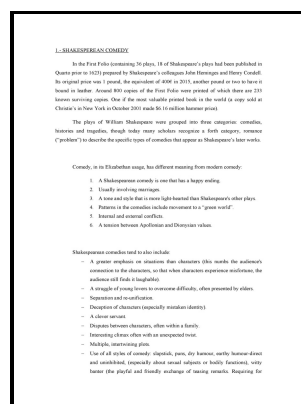 1 – SHAKESPEREAN COMEDY
In the First Folio (containing 36 plays, 18 of Shakespeare's plays had been published in
Quarto prior to 1623) prepared by Shakespeare's colleagues John Heminges and Henry Condell.
Its original price was 1 pound, the equivalent of 400£ in 2015, another pound or two to have it
bound in leather. Around 800 copies of the First Folio were printed of which there are 233
known surviving copies. One if the most valuable printed book in the world (a copy sold at
Christie's in New York in October 2001 made $6.16 million hammer price).
The plays of William Shakespeare were grouped into three categories: comedies,
histories and tragedies, though today many scholars recognize a forth category, romance
("problem") to describe the specific types of comedies that appear as Shakespeare's later works.
Comedy, in its Elizabethan usage, has different meaning from modern comedy:
1. A Shakespearean comedy is one that has a happy ending.
2. Usually involving marriages.
3. A tone and style that is more light-hearted than Shakespeare's other plays.
4. Patterns in the comedies include movement to a "green world".
5. Internal and external conflicts.
6. A tension between Apollonian and Dionysian values.
Shakespearean comedies tend to also include:
– A greater emphasis on situations than characters (this numbs the audience's
connection to the characters, so that when characters experience misfortune, the
audience still finds it laughable).
– A struggle of young lovers to overcome difficulty, often presented by elders.
– Separation and re-unification.
– Deception of characters (especially mistaken identity).
– A clever servant.
– Disputes between characters, often within a family.
– Interesting climax often with an unexpected twist.
– Multiple, intertwining plots.
– Use of all styles of comedy: slapstick, puns, dry humour, earthy humour-direct
and uninhibited, (especially about sexual subjects or bodily functions), witty
banter (the playful and friendly exchange of teasing remarks. Requiring for